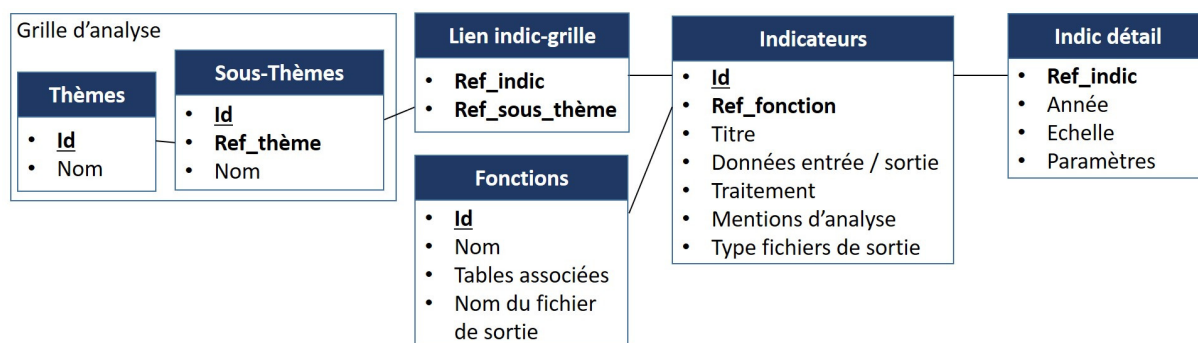 Grille d'analyse
Thèmes
Id
Nom
Sous-Thèmes
Id
Ref_thème
Nom
Lien indic-grille
Ref_indic
Ref_sous_thème
Fonctions
Id
Nom
Tables associées
Nom du fichier
de sortie
Indicateurs
Id
Ref_fonction
Titre
Données entrée / sortie
Traitement
Mentions d'analyse
Type fichiers de sortie
Indic détail
Ref_indic
Année
Echelle
Paramètres